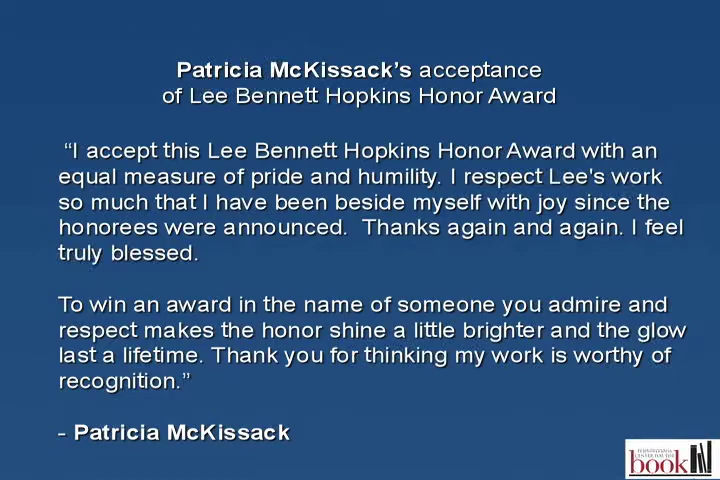 Patricia McKissack’s acceptance
of Lee Bennett Hopkins Honor Award
“I accept this Lee Bennett Hopkins Honor Award with an
equal measure of pride and humility. I respect Lee's work
so much that I have been beside myself with joy since the
honorees were announced.  Thanks again and again. I feel
truly blessed.
To win an award in the name of someone you admire and
respect makes the honor shine a little brighter and the glow
last a lifetime. Thank you for thinking my work is worthy of
recognition.”
- Patricia McKissack
CENTER FOR THE
book